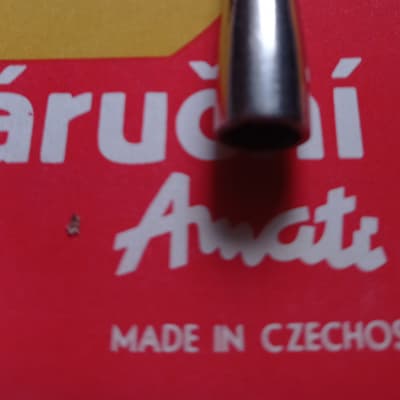 áruční
Amati
MADE IN CZECHOS